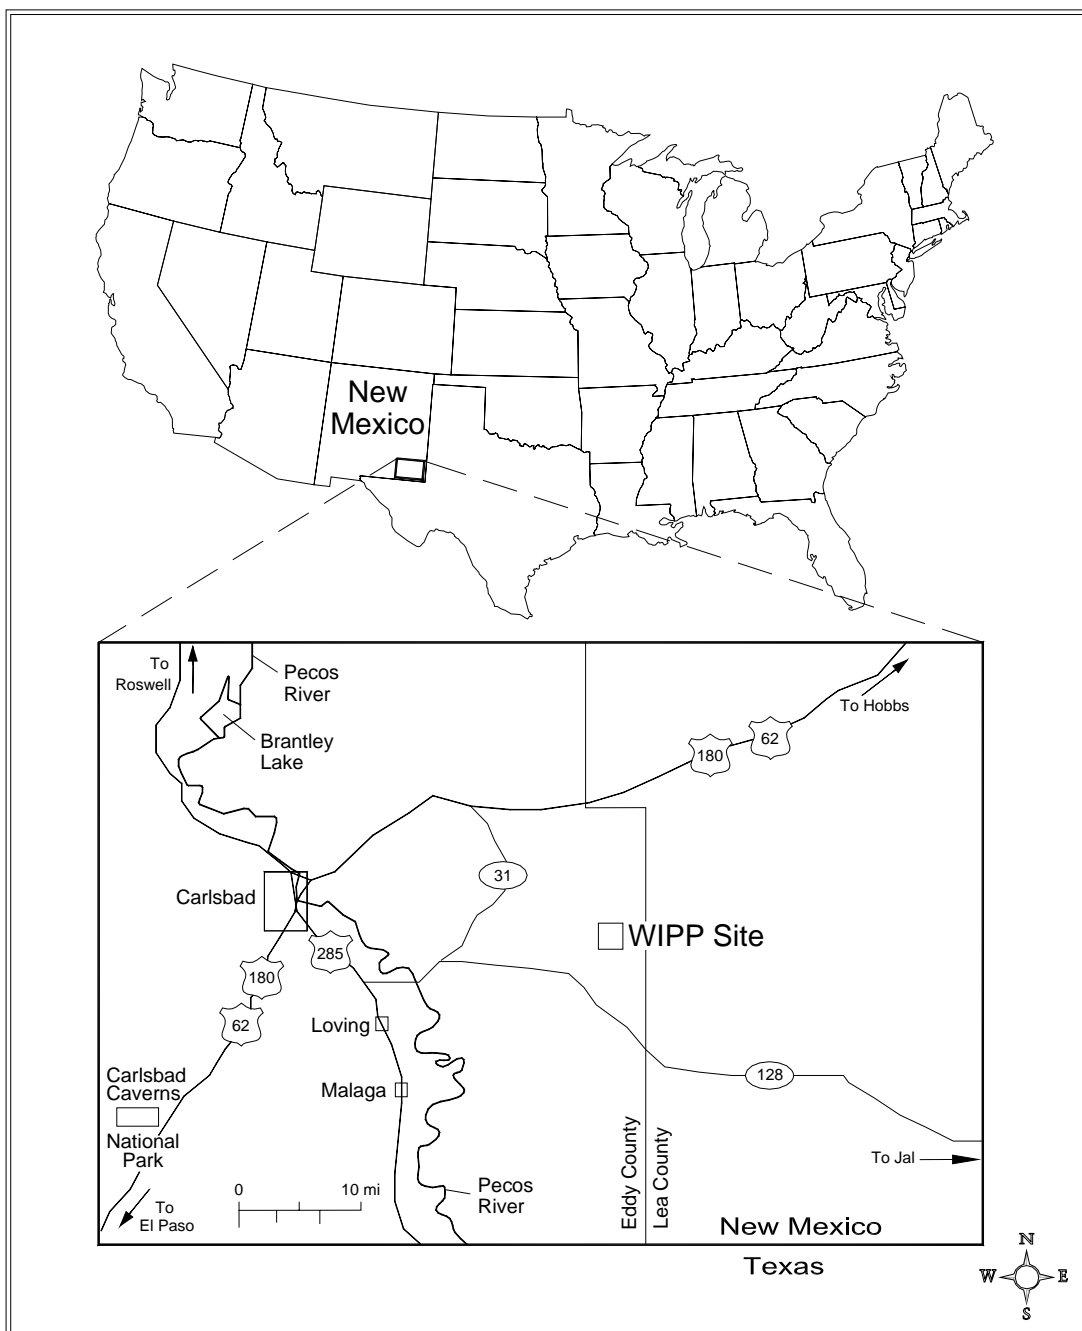 New
Mexico
To
Roswell
Pecos
River
Brantley
Lake
To Hobbs
62
180
31
Carlsbad
WIPP Site
285
180
62
Loving
128
Carlsbad
Caverns
National
Park
Malaga
To Jal
Eddy County
Lea County
0
10 mi
Pecos
River
To
El Paso
New Mexico
Texas
N
W
E
S